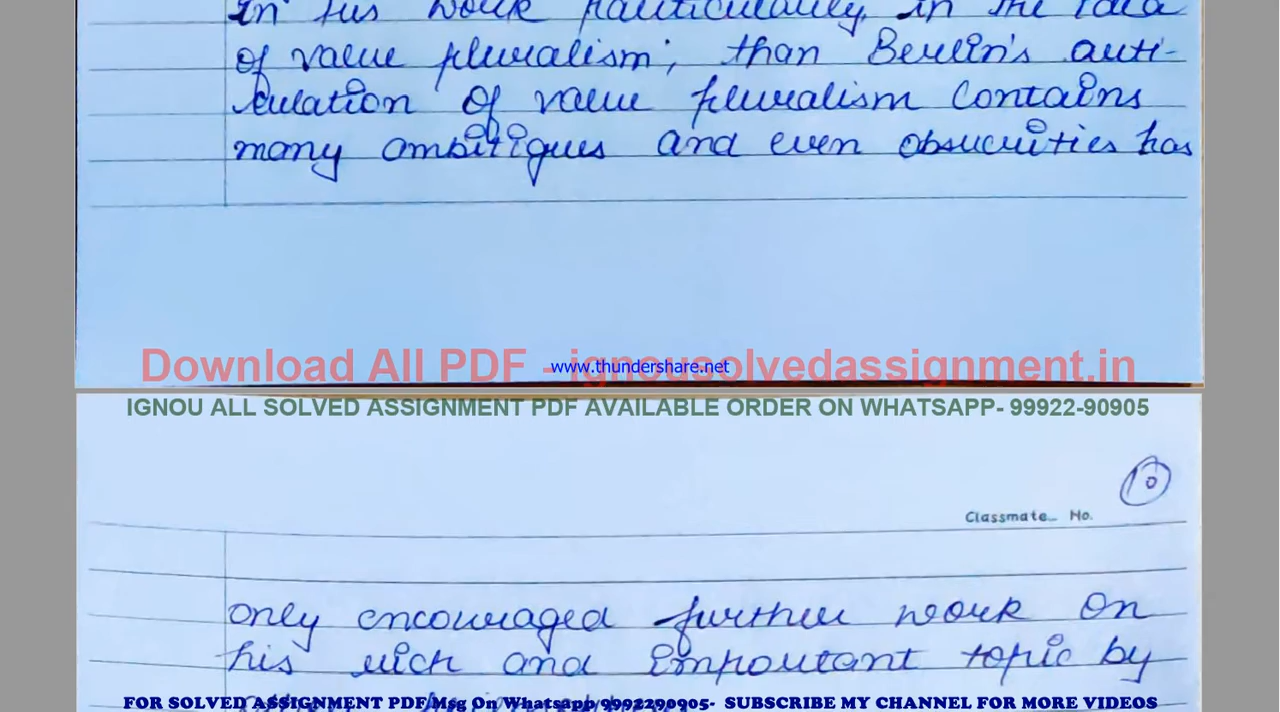 in his work particularly in the idea
of value pluralism; than Berlin's arti-
culation of value pluralism contains
many ambitigues and even obscurities has
Download All PDF - ignousolvedassignment.in
www.thundershare.net
IGNOU ALL SOLVED ASSIGNMENT PDF AVAILABLE ORDER ON WHATSAPP- 99922-90905
10
Classmate No.
only encouraged further work on
his rich and important topic by
FOR SOLVED ASSIGNMENT PDF Msg On Whatsapp 9992290905- SUBSCRIBE MY CHANNEL FOR MORE VIDEOS